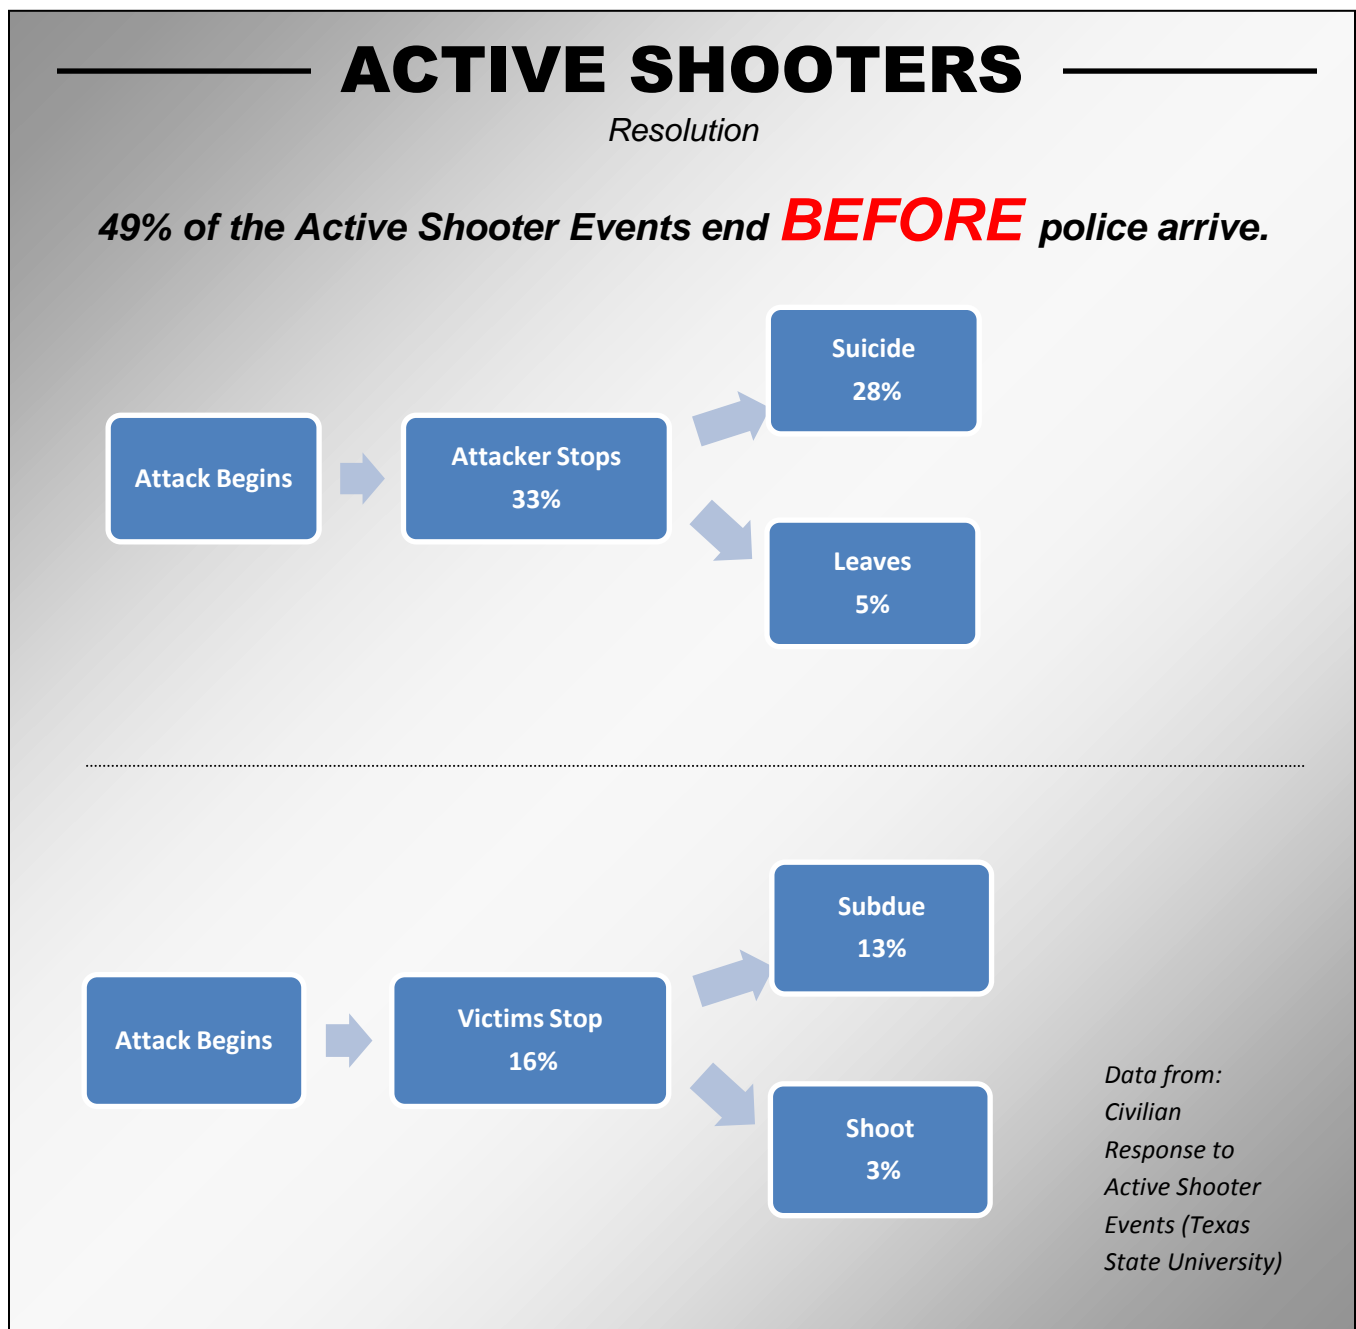 ACTIVE SHOOTERS
Resolution
49% of the Active Shooter Events end BEFORE police arrive.
Suicide
28%
Attack Begins
Attacker Stops
33%
Leaves
5%
Subdue
13%
Attack Begins
Victims Stop
16%
Shoot
3%
Data from:
Civilian
Response to
Active Shooter
Events (Texas
State University)